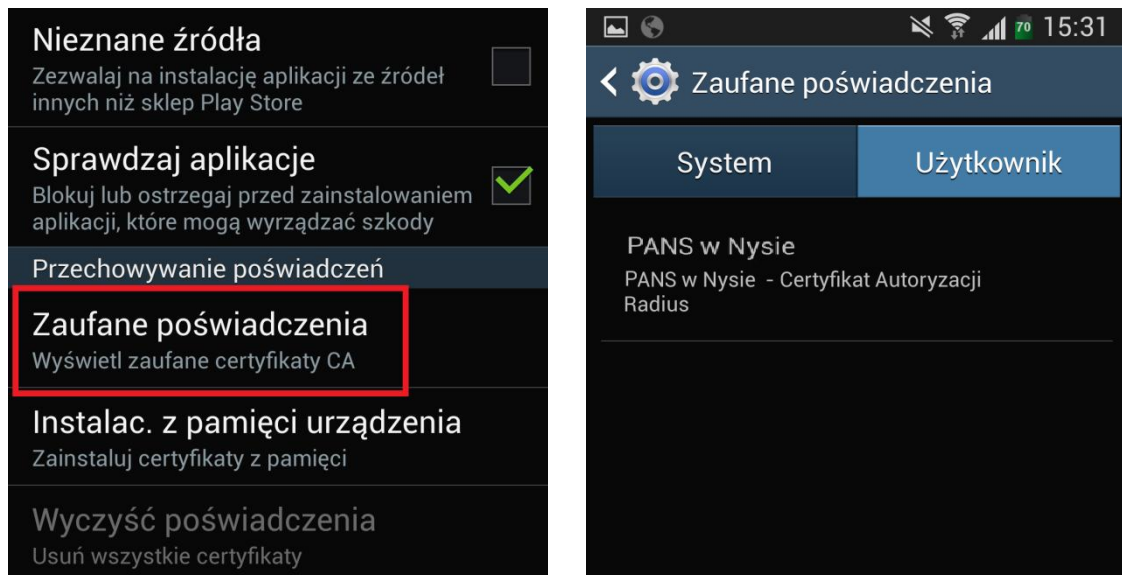 Nieznane źródła
Zezwalaj na instalację aplikacji ze źródeł
innych niż sklep Play Store
Sprawdzaj aplikacje
Blokuj lub ostrzegaj przed zainstalowaniem
aplikacji, które mogą wyrządzać szkody
Przechowywanie poświadczeń
Zaufane poświadczenia
Wyświetl zaufane certyfikaty CA
Instalac. z pamięci urządzenia
Zainstaluj certyfikaty z pamięci
Wyczyść poświadczenia
Usuń wszystkie certyfikaty
70 15:31
Zaufane poświadczenia
System Użytkownik
PANS w Nysie
PANS w Nysie - Certyfikat Autoryzacji
Radius